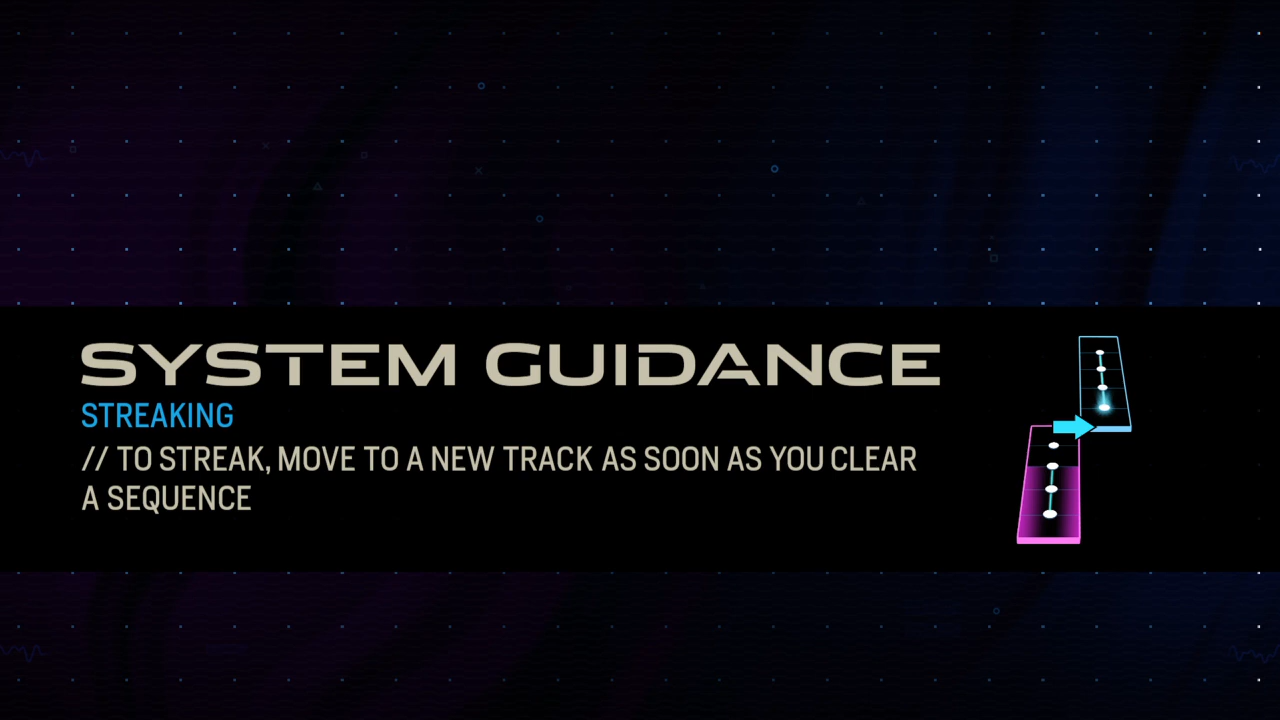 SYSTEM GUIDANCE
STREAKING
// TO STREAK, MOVE TO A NEW TRACK AS SOON AS YOU CLEAR
A SEQUENCE